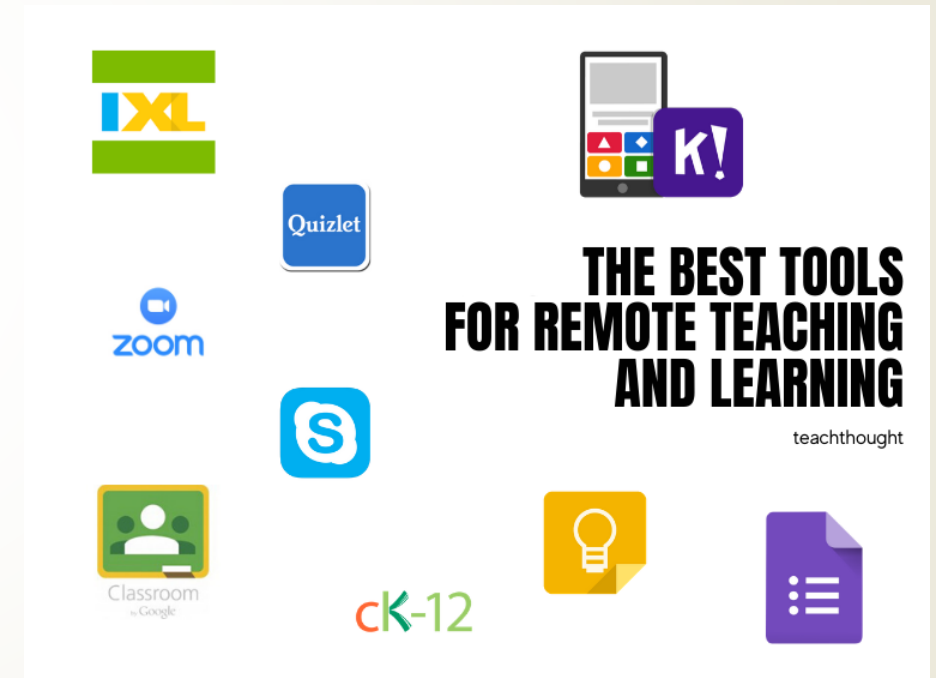 IXL
K!
Quizlet
THE BEST TOOLS
FOR REMOTE TEACHING
AND LEARNING
zoom
teachthought
S
Classroom
by Google
cK-12